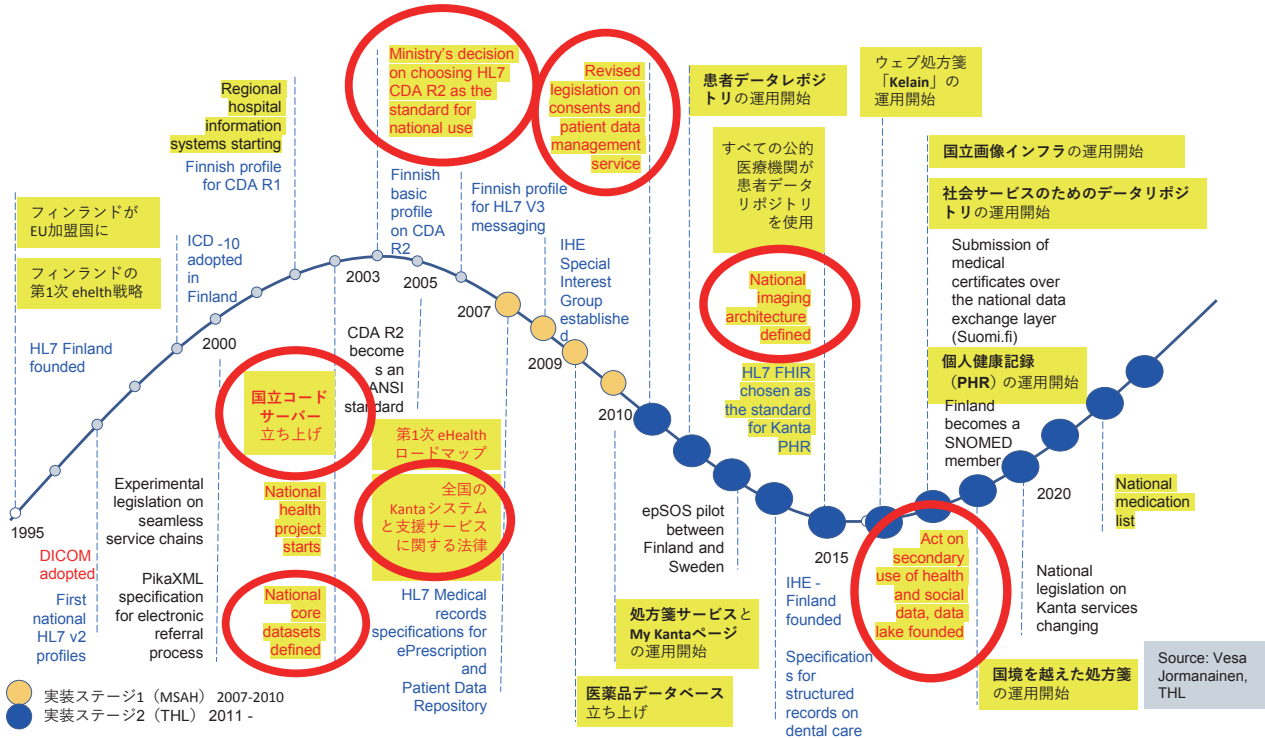 Ministry's decision
on choosing HL7
CDA R2 as the
standard for
national use
Revised
legislation on
consents and
patient data
management
service
患者データレポジ
トリの運用開始
ウェブ処方箋
「Kelain」の
運用開始
Regional
hospital
information
systems starting
Finnish profile
for CDA R1
Finnish
basic
profile
on CDA
R2
Finnish profile
for HL7 V3
messaging
すべての公的
医療機関が
患者データ
リポジトリ
を使用
国立画像インフラの運用開始
社会サービスのためのデータリポジ
トリの運用開始
フィンランドが
EU加盟国に
フィンランドの
第1次 ehelth戦略
ICD -10
adopted
in
Finland
IHE
Special
Interest
Group
establishe
d
National
imaging
architecture
defined
Submission of
medical
certificates over
the national data
exchange layer
(Suomi.fi)
HL7 Finland
founded
2000
2003
2005
2007
2009
2010
CDA R2
become
s an
ANSI
standard
HL7 FHIR
chosen as
the standard
for Kanta
PHR
個人健康記録
（PHR）の運用開始
Finland
becomes a
SNOMED
member
国立コード
サーバー
立ち上げ
第1次 eHealth
ロードマップ
全国の
Kantaシステム
と支援サービス
に関する法律
1995
Experimental
legislation on
seamless
service chains
National
health
project
starts
epSOS pilot
between
Finland and
Sweden
2015
2020
National
medication
list
DICOM
adopted
First
national
HL7 v2
profiles
PikaXML
specification
for electronic
referral
process
National
core
datasets
defined
HL7 Medical
records
specifications for
ePrescription
and
Patient Data
Repository
処方箋サービスと
My Kantaページ
の運用開始
医薬品データベース
立ち上げ
IHE -
Finland
founded
Specification
s for
structured
records on
dental care
Act on
secondary
use of health
and social
data, data
lake founded
National
legislation on
Kanta services
changing
国境を越えた処方箋
の運用開始
Source: Vesa
Jormanainen,
THL
実装ステージ1（MSAH）2007-2010
実装ステージ2（THL）2011 -